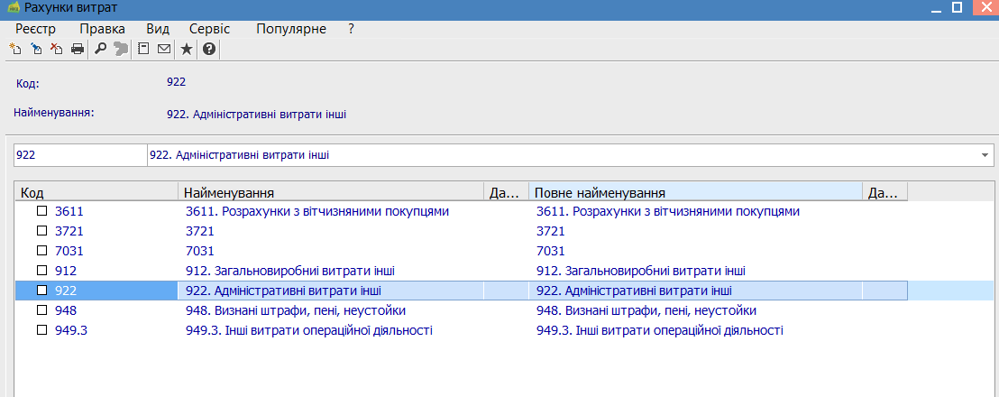 Рахунки витрат
Реєстр Правка Вид Сервіс Популярне ?
Код: 922
Найменування: 922. Адміністративні витрати інші
922 922. Адміністративні витрати інші
Код Найменування Да... Повне найменування Да...
3611 3611. Розрахунки з вітчизняними покупцями 3611. Розрахунки з вітчизняними покупцями
3721 3721 3721
7031 7031 7031
912 912. Загальновиробниі витрати інші 912. Загальновиробниі витрати інші
922 922. Адміністративні витрати інші 922. Адміністративні витрати інші
948 948. Визнані штрафи, пені, неустойки 948. Визнані штрафи, пені, неустойки
949.3 949.3. Інші витрати операційної діяльності 949.3. Інші витрати операційної діяльності